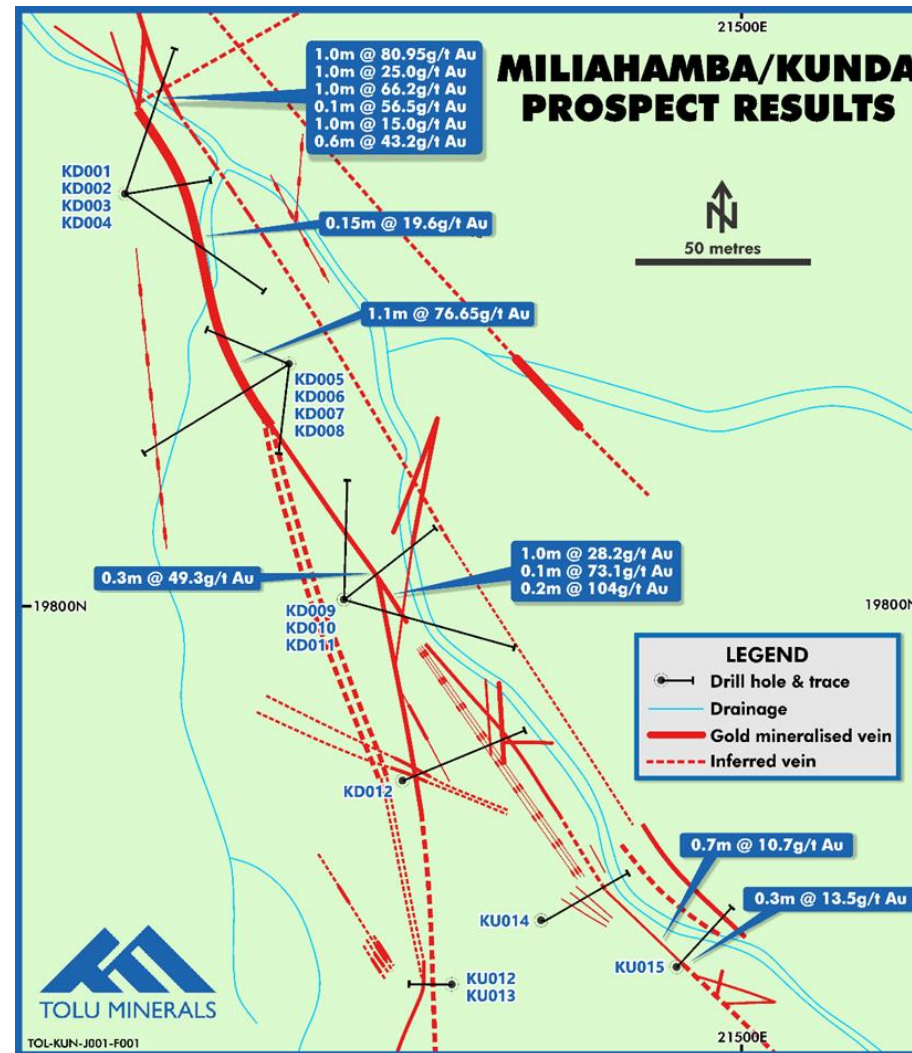 21500E
MILIAHAMBA/KUNDA
PROSPECT RESULTS
1.0m @ 80.95g/t Au
1.0m @ 25.0g/t Au
1.0m @ 66.2g/t Au
0.1m @ 56.5g/t Au
1.0m @ 15.0g/t Au
0.6m @ 43.2g/t Au
KD001
KD002
KD003
KD004
N
50 metres
0.15m @ 19.6g/t Au
1.1m @ 76.65g/t Au
KD005
KD006
KD007
KD008
0.3m @ 49.3g/t Au
1.0m @ 28.2g/t Au
0.1m @ 73.1g/t Au
0.2m @ 104g/t Au
19800N
19800N
KD009
KD010
KD011
LEGEND
Drill hole & trace
Drainage
Gold mineralised vein
Inferred vein
KD012
0.7m @ 10.7g/t Au
0.3m @ 13.5g/t Au
KU014
KU015
KU012
KU013
TOLU MINERALS
TOL-KUN-J001-F001
21500E